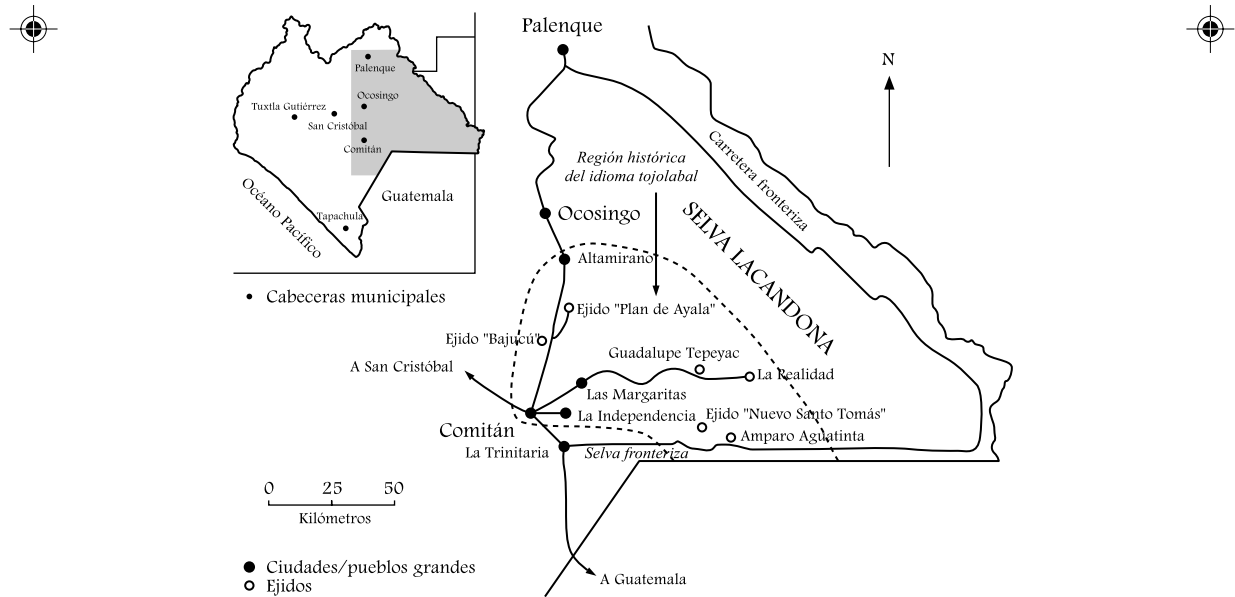 Palenque
Ocosingo
Tuxtla Gutiérrez
San Cristóbal
Comitán
Guatemala
Tapachula
Océano Pacífico
Cabeceras municipales
Palenque
N
Carretera fronteriza
Región histórica
del idioma tojolabal
Ocosingo
SELVA LACANDONA
Altamirano
Ejido "Plan de Ayala"
Ejido "Bajucú"
A San Cristóbal
Guadalupe Tepeyac
La Realidad
Las Margaritas
La Independencia
Ejido "Nuevo Santo Tomás"
Comitán
Amparo Aguatinta
La Trinitaria
Selva fronteriza
0 25 50
Kilómetros
Ciudades/pueblos grandes
Ejidos
A Guatemala